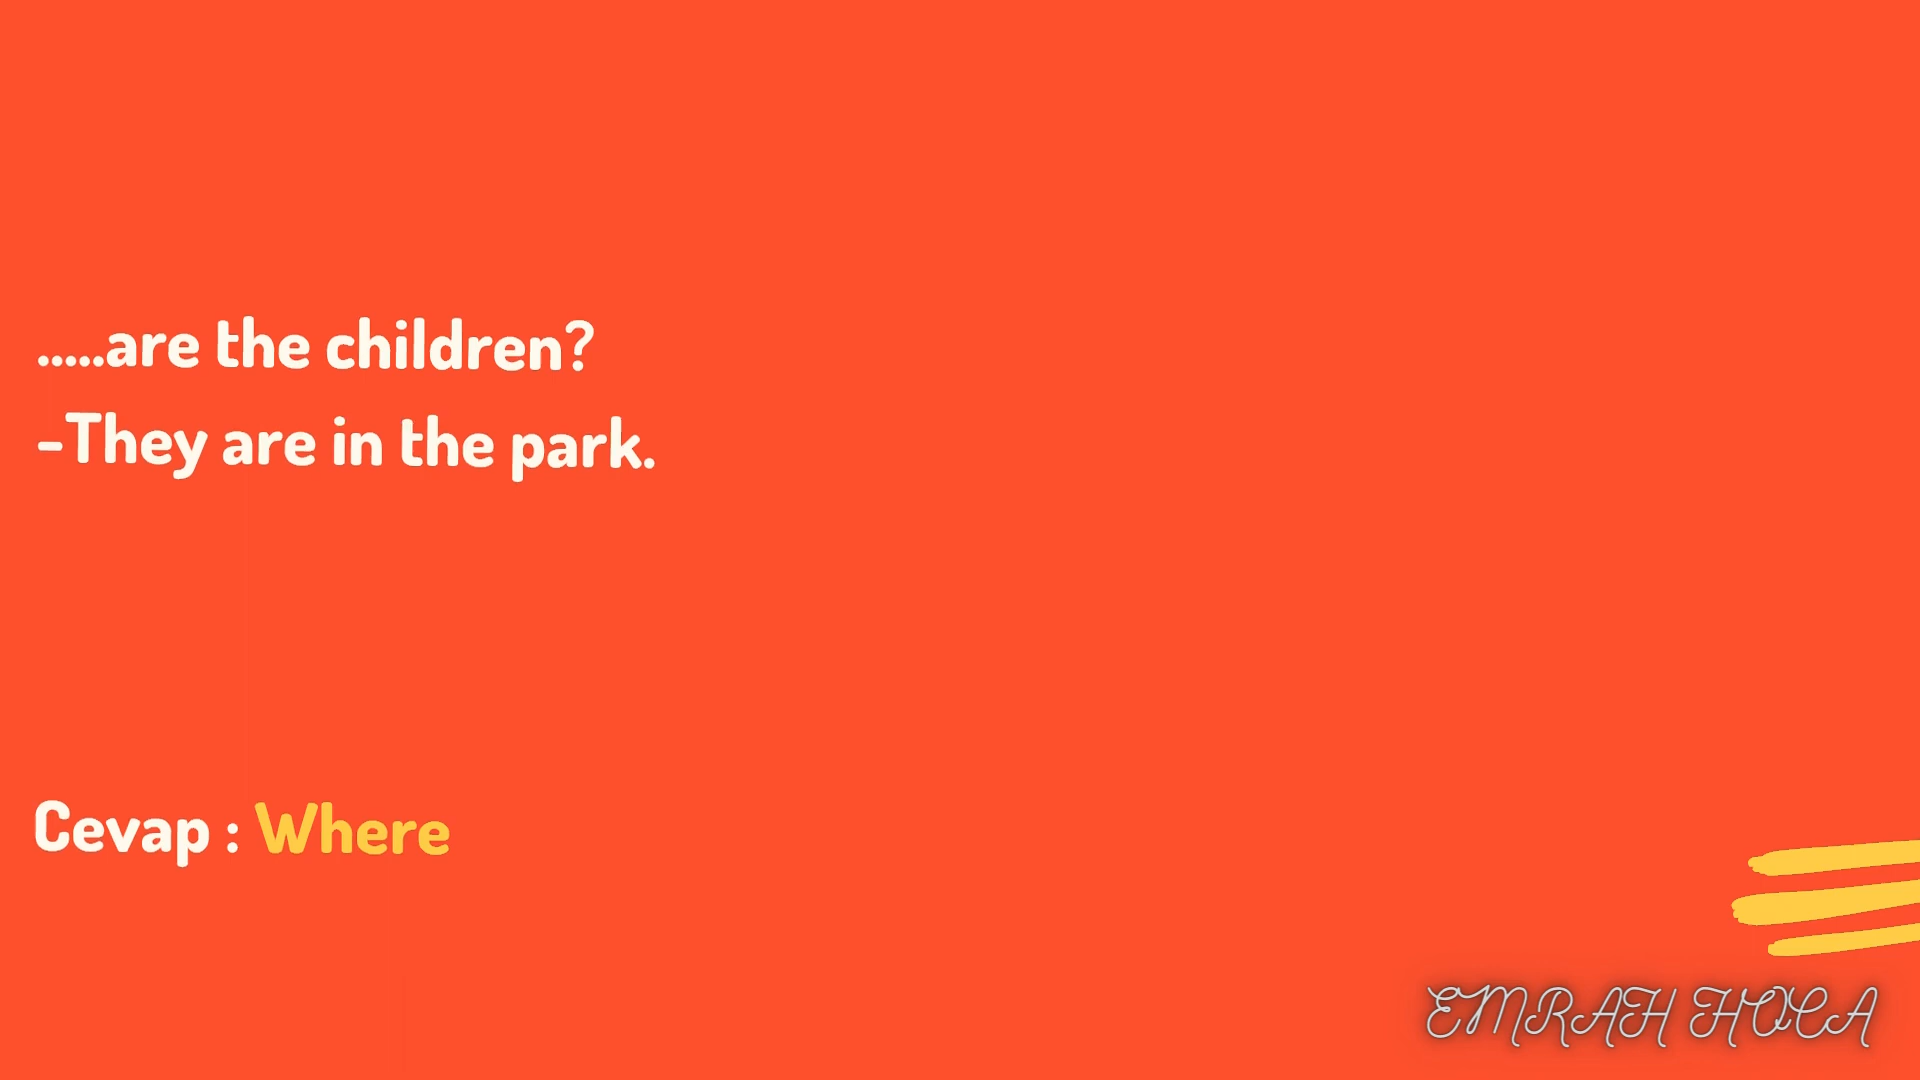 .....are the children?
-They are in the park.
Cevap : Where
EMRAH HOCA